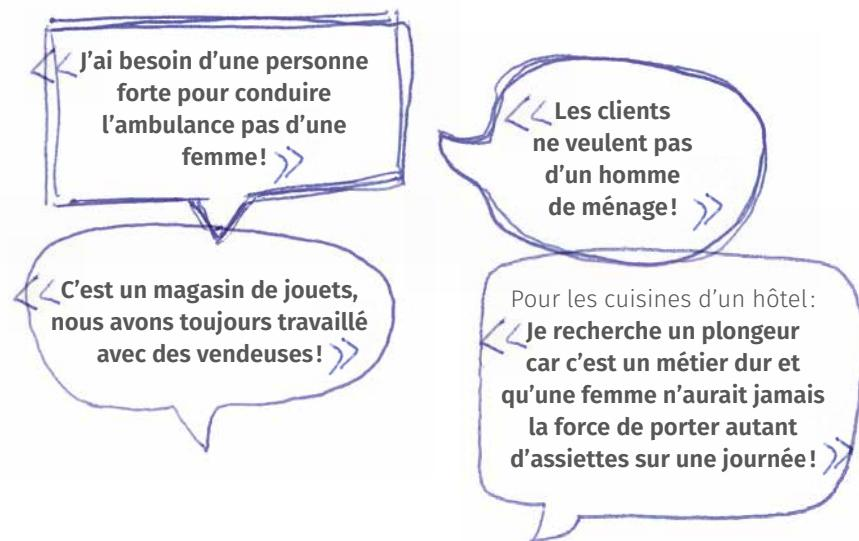 « J’ai besoin d’une personne
forte pour conduire
l’ambulance pas d’une
femme! »
« Les clients
ne veulent pas
d’un homme
de ménage! »
« C’est un magasin de jouets,
nous avons toujours travaillé
avec des vendeuses! »
Pour les cuisines d’un hôtel:
« Je recherche un plongeur
car c’est un métier dur et
qu’une femme n’aurait jamais
la force de porter autant
d’assiettes sur une journée! »